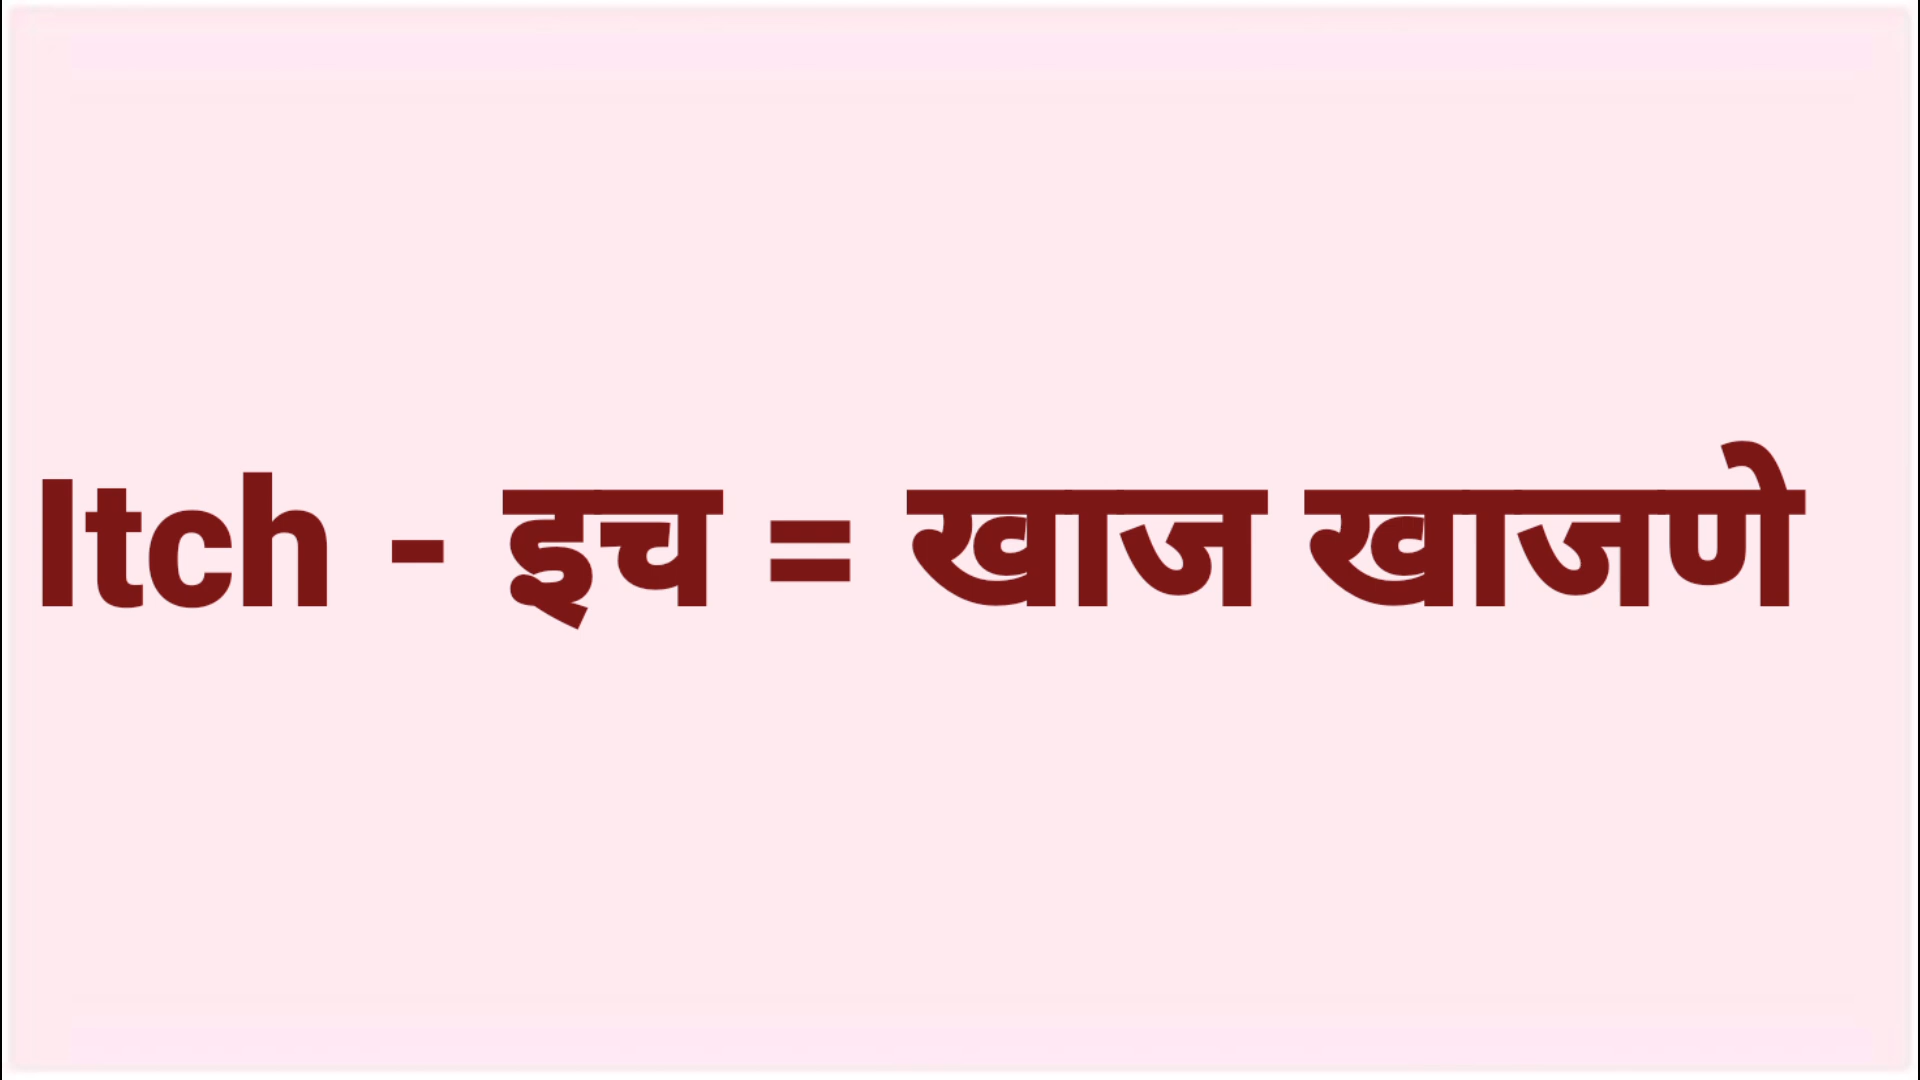 Itch - इच = खाज खाजणे